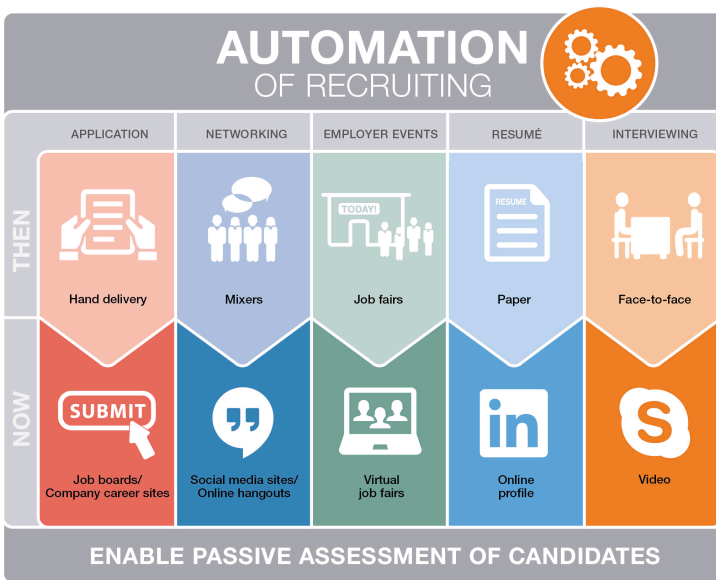 AUTOMATION
OF RECRUITING
APPLICATION
NETWORKING
EMPLOYER EVENTS
RESUMÉ
INTERVIEWING
THEN
TODAY!
RESUME
Hand delivery
Mixers
Job fairs
Paper
Face-to-face
NOW
SUBMIT
in
S
Job boards/
Company career sites
Social media sites/
Online hangouts
Virtual
job fairs
Online
profile
Video
ENABLE PASSIVE ASSESSMENT OF CANDIDATES